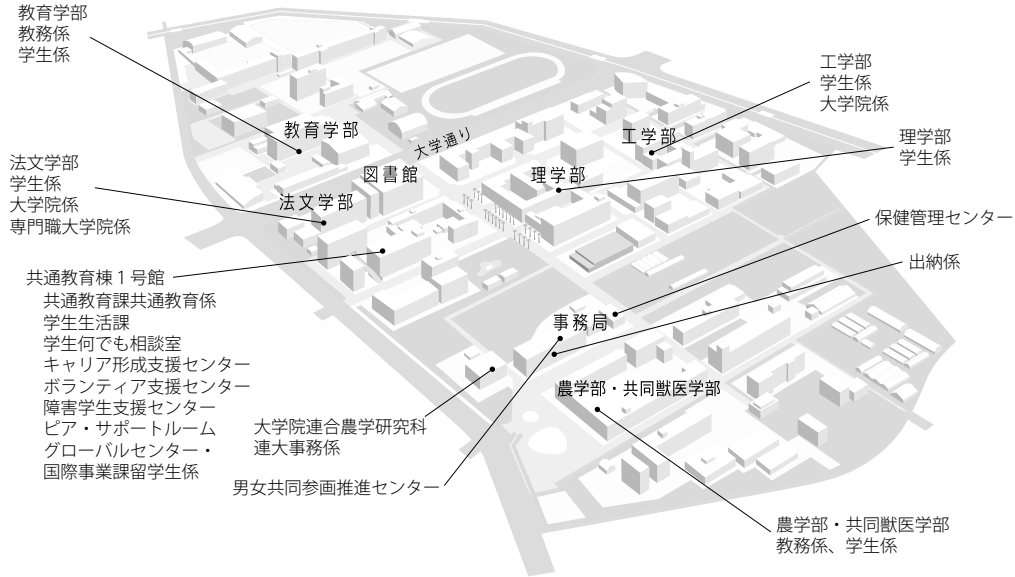 教育学部
教務係
学生係
工学部
学生係
大学院係
理学部
学生係
教育学部
大学通り
工学部
法文学部
学生係
大学院係
専門職大学院係
図書館
理学部
法文学部
保健管理センター
出納係
共通教育棟１号館
共通教育課共通教育係
学生生活課
学生何でも相談室
キャリア形成支援センター
ボランティア支援センター
障害学生支援センター
ピア・サポートルーム
グローバルセンター・
国際事業課留学生係
事務局
農学部・共同獣医学部
大学院連合農学研究科
連大事務係
男女共同参画推進センター
農学部・共同獣医学部
教務係、学生係